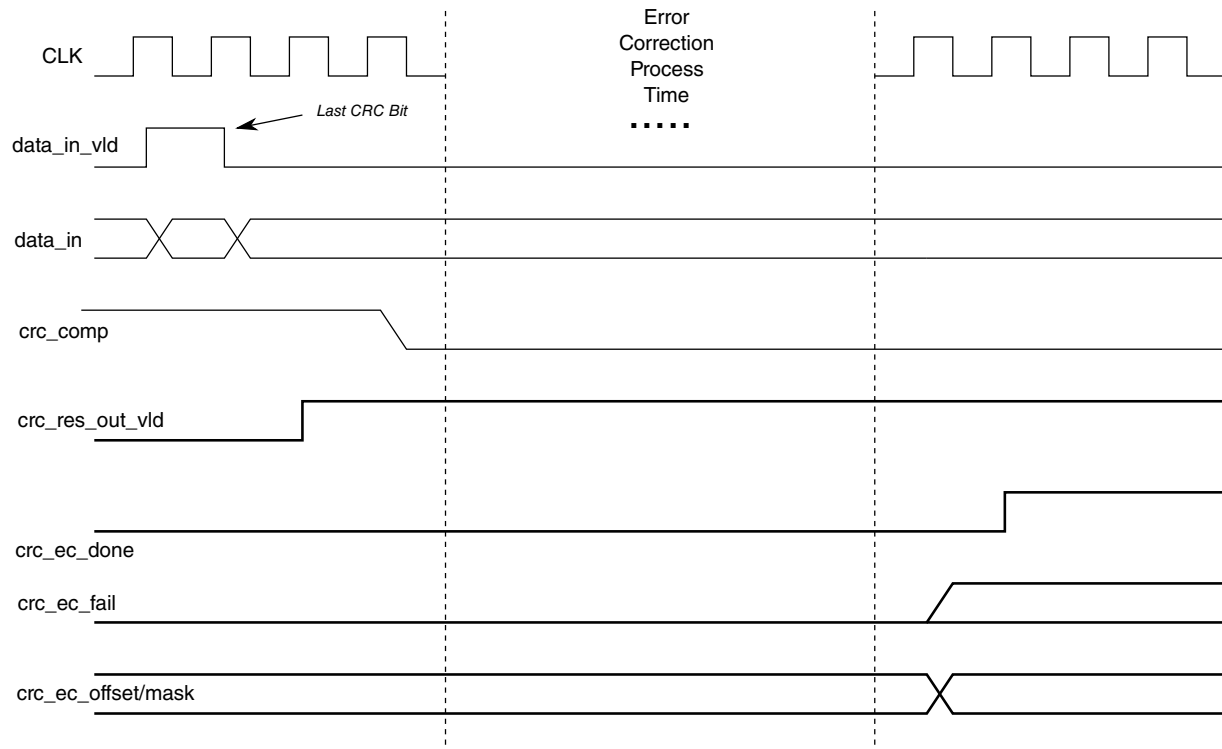 Error
Correction
Process
Time
.....
CLK
Last CRC Bit
data_in_vld
data_in
crc_comp
crc_res_out_vld
crc_ec_done
crc_ec_fail
crc_ec_offset/mask